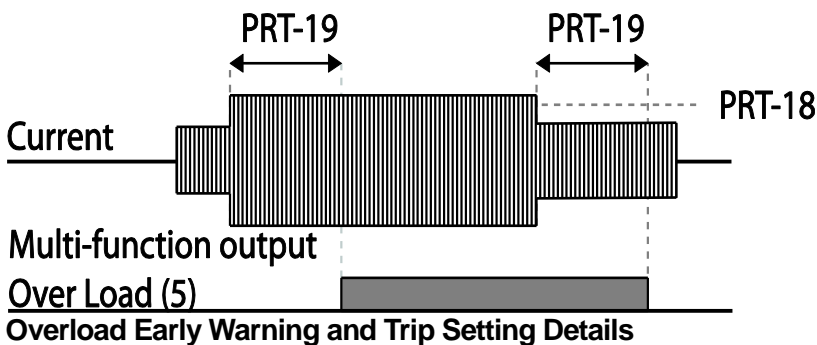 PRT-19 PRT-19
PRT-18
Current
Multi-function output
Over Load (5)
Overload Early Warning and Trip Setting Details